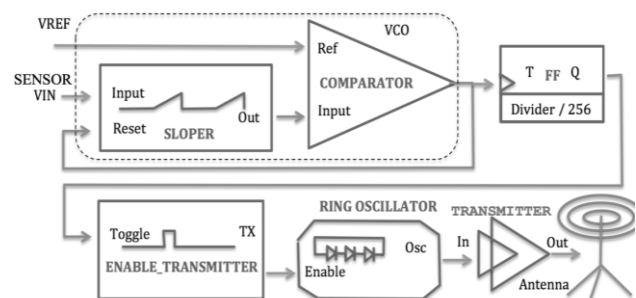 VREF
VCO
Ref
SENSOR
VIN
Input
Out
Reset
SLOPER
COMPARATOR
Input
T FF Q
Divider / 256
Toggle
TX
ENABLE_TRANSMITTER
RING OSCILLATOR
Osc
Enable
TRANSMITTER
In
Out
Antenna